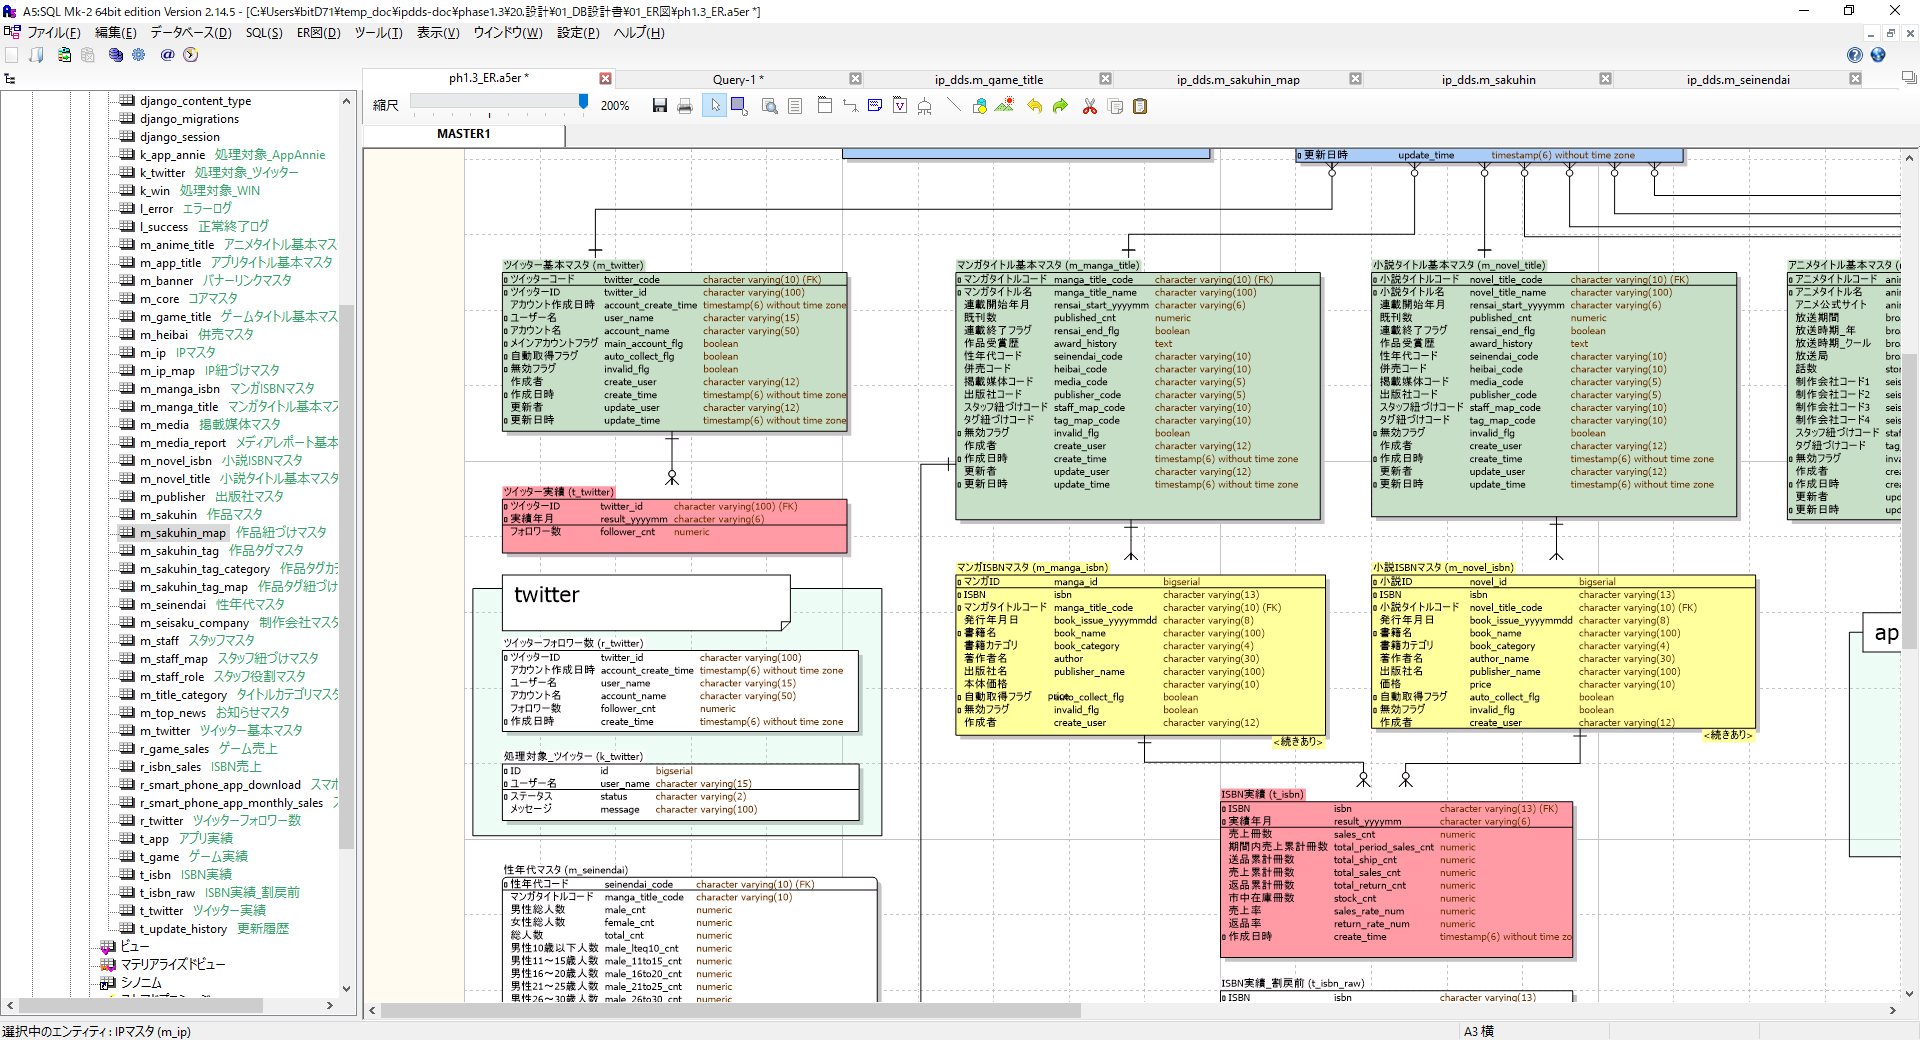 A5:SQL Mk-2 64bit edition Version 2.14.5 - [C:¥Users¥bitD71¥temp_doc¥ipdds-doc¥phase1.3¥20.設計¥01_DB設計書¥01_ER図¥ph1.3_ER.a5er *]
ファイル(F) 編集(E) データベース(D) SQL(S) ER図(D) ツール(T) 表示(V) ウインドウ(W) 設定(P) ヘルプ(H)
ph1.3_ER.a5er * Query-1 * ip_dds.m_game_title ip_dds.m_sakuhin_map ip_dds.m_sakuhin ip_dds.m_seinendai
縮尺 200%
MASTER1
django_content_type
django_migrations
django_session
k_app_annie 処理対象_AppAnnie
k_twitter 処理対象_ツイッター
k_win 処理対象_WIN
l_error エラーログ
l_success 正常終了ログ
m_anime_title アニメタイトル基本マス
m_app_title アプリタイトル基本マスタ
m_banner バナーリンクマスタ
m_core コアマスタ
m_game_title ゲームタイトル基本マス
m_heibai 併売マスタ
m_ip IPマスタ
m_ip_map IP紐づけマスタ
m_manga_isbn マンガISBNマスタ
m_manga_title マンガタイトル基本マス
m_media 掲載媒体マスタ
m_media_report メディアレポート基本
m_novel_isbn 小説ISBNマスタ
m_novel_title 小説タイトル基本マスタ
m_publisher 出版社マスタ
m_sakuhin 作品マスタ
m_sakuhin_map 作品紐づけマスタ
m_sakuhin_tag 作品タグマスタ
m_sakuhin_tag_category 作品タグカラ
m_sakuhin_tag_map 作品タグ紐づけ
m_seinendai 性年代マスタ
m_seisaku_company 制作会社マスタ
m_staff スタッフマスタ
m_staff_map スタッフ紐づけマスタ
m_staff_role スタッフ役割マスタ
m_title_category タイトルカテゴリマスタ
m_top_news お知らせマスタ
m_twitter ツイッター基本マスタ
r_game_sales ゲーム売上
r_isbn_sales ISBN売上
r_smart_phone_app_download スマホ
r_smart_phone_app_monthly_sales
r_twitter ツイッターフォロワー数
t_app アプリ実績
t_game ゲーム実績
t_isbn ISBN実績
t_isbn_raw ISBN実績_割戻前
t_twitter ツイッター実績
t_update_history 更新履歴
ビュー
マテリアライズドビュー
シノニム
更新日時 update_time timestamp(6) without time zone
ツイッター基本マスタ (m_twitter)
ツイッターコード twitter_code character varying(10) (FK)
ツイッターID twitter_id character varying(100)
アカウント作成日時 account_create_time timestamp(6) without time zone
ユーザー名 user_name character varying(15)
アカウント名 account_name character varying(50)
メインアカウントフラグ main_account_flg boolean
自動取得フラグ auto_collect_flg boolean
無効フラグ invalid_flg boolean
作成者 create_user character varying(12)
作成日時 create_time timestamp(6) without time zone
更新者 update_user character varying(12)
更新日時 update_time timestamp(6) without time zone
ツイッター実績 (t_twitter)
ツイッターID twitter_id character varying(100) (FK)
実績年月 result_yyyymm character varying(6)
フォロワー数 follower_cnt numeric
twitter
ツイッターフォロワー数 (r_twitter)
ツイッターID twitter_id character varying(100)
アカウント作成日時 account_create_time timestamp(6) without time zone
ユーザー名 user_name character varying(15)
アカウント名 account_name character varying(50)
フォロワー数 follower_cnt numeric
作成日時 create_time timestamp(6) without time zone
処理対象_ツイッター (k_twitter)
ID id bigserial
ユーザー名 user_name character varying(15)
ステータス status character varying(2)
メッセージ message character varying(100)
性年代マスタ (m_seinendai)
性年代コード seinendai_code character varying(10) (FK)
マンガタイトルコード manga_title_code character varying(10)
男性総人数 male_cnt numeric
女性総人数 female_cnt numeric
総人数 total_cnt numeric
男性10歳以下人数 male_lteq10_cnt numeric
男性11～15歳人数 male_11to15_cnt numeric
男性16～20歳人数 male_16to20_cnt numeric
男性21～25歳人数 male_21to25_cnt numeric
男性26～30歳人数 male_26to30_cnt numeric
マンガタイトル基本マスタ (m_manga_title)
マンガタイトルコード manga_title_code character varying(10) (FK)
マンガタイトル名 manga_title_name character varying(100)
連載開始年月 rensai_start_yyyymm character varying(6)
既刊数 published_cnt numeric
連載終了フラグ rensai_end_flg boolean
作品受賞歴 award_history text
性年代コード seinendai_code character varying(10)
併売コード heibai_code character varying(10)
掲載媒体コード media_code character varying(5)
出版社コード publisher_code character varying(5)
スタッフ紐づけコード staff_map_code character varying(10)
タグ紐づけコード tag_map_code character varying(10)
無効フラグ invalid_flg boolean
作成者 create_user character varying(12)
作成日時 create_time timestamp(6) without time zone
更新者 update_user character varying(12)
更新日時 update_time timestamp(6) without time zone
マンガISBNマスタ (m_manga_isbn)
マンガID manga_id bigserial
ISBN isbn character varying(13)
マンガタイトルコード manga_title_code character varying(10) (FK)
発行年月日 book_issue_yyyymmdd character varying(8)
書籍名 book_name character varying(100)
書籍カテゴリ book_category character varying(4)
著作者名 author character varying(30)
出版社名 publisher_name character varying(100)
本体価格 character varying(10)
自動取得フラグ auto_collect_flg boolean
無効フラグ invalid_flg boolean
作成者 create_user character varying(12)
<続きあり>
小説タイトル基本マスタ (m_novel_title)
小説タイトルコード novel_title_code character varying(10) (FK)
小説タイトル名 novel_title_name character varying(100)
連載開始年月 rensai_start_yyyymm character varying(6)
既刊数 published_cnt numeric
連載終了フラグ rensai_end_flg boolean
作品受賞歴 award_history text
性年代コード seinendai_code character varying(10)
併売コード heibai_code character varying(10)
掲載媒体コード media_code character varying(5)
出版社コード publisher_code character varying(5)
スタッフ紐づけコード staff_map_code character varying(10)
タグ紐づけコード tag_map_code character varying(10)
無効フラグ invalid_flg boolean
作成者 create_user character varying(12)
作成日時 create_time timestamp(6) without time zone
更新者 update_user character varying(12)
更新日時 update_time timestamp(6) without time zone
小説ISBNマスタ (m_novel_isbn)
小説ID novel_id bigserial
ISBN isbn character varying(13)
小説タイトルコード novel_title_code character varying(10) (FK)
発行年月日 book_issue_yyyymmdd character varying(8)
書籍名 book_name character varying(100)
書籍カテゴリ book_category character varying(4)
著作者名 author_name character varying(30)
出版社名 publisher_name character varying(100)
価格 price character varying(10)
自動取得フラグ auto_collect_flg boolean
無効フラグ invalid_flg boolean
作成者 create_user character varying(12)
<続きあり>
ISBN実績 (t_isbn)
ISBN isbn character varying(13) (FK)
実績年月 result_yyyymm character varying(6)
売上冊数 sales_cnt numeric
期間内売上累計冊数 total_period_sales_cnt numeric
送品累計冊数 total_ship_cnt numeric
売上累計冊数 total_sales_cnt numeric
返品累計冊数 total_return_cnt numeric
市中在庫冊数 stock_cnt numeric
売上率 sales_rate_num numeric
返品率 return_rate_num numeric
作成日時 create_time timestamp(6) without time zo
ISBN実績_割戻前 (t_isbn_raw)
ISBN isbn character varying(13)
アニメタイトル基本マスタ (
アニメタイトルコード ani
アニメタイトル名 ani
アニメ公式サイト ani
放送期間 bro
放送時期_年 bro
放送時期_クール bro
放送局 bro
話数 sto
制作会社コード1 seis
制作会社コード2 seis
制作会社コード3 seis
制作会社コード4 seis
スタッフ紐づけコード sta
タグ紐づけコード tag
無効フラグ inva
作成者 crea
作成日時 crea
更新者 upd
更新日時 upd
ap
選択中のエンティティ : IPマスタ (m_ip)
A3 横